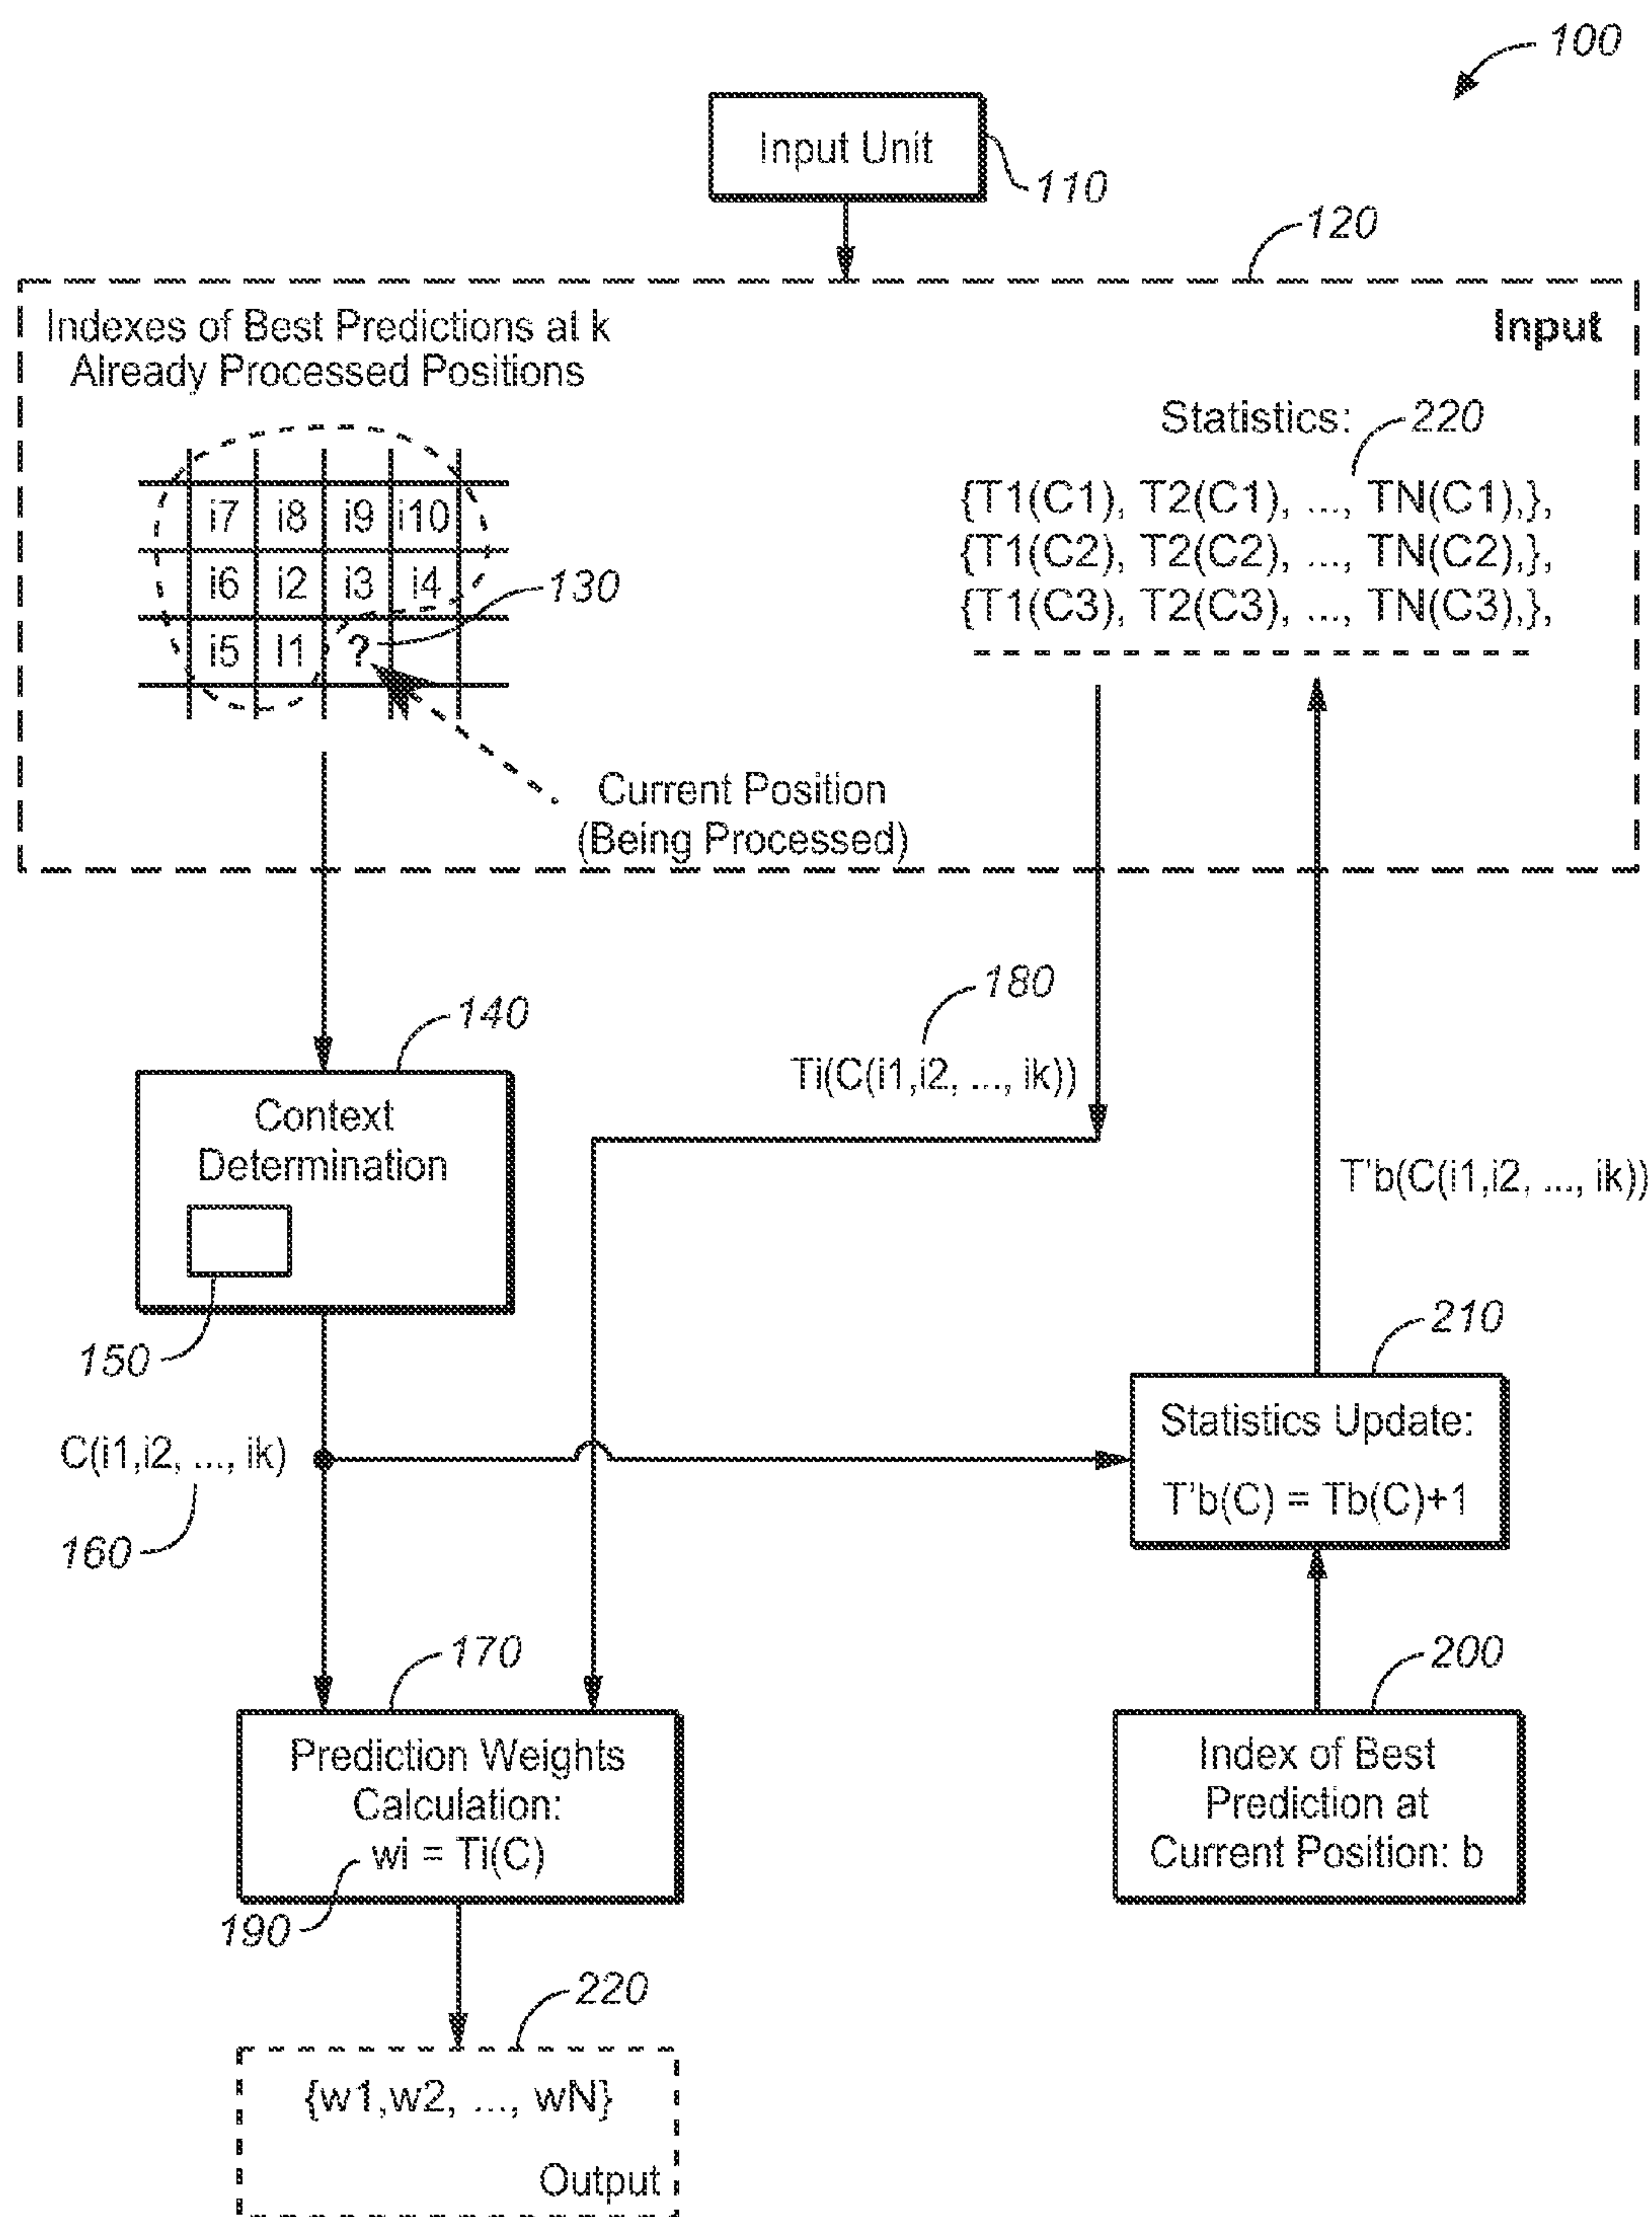 100
Input Unit
110
120
Indexes of Best Predictions at k
Already Processed Positions
Input
Statistics:
220
{T1(C1), T2(C1), ..., TN(C1),},
{T1(C2), T2(C2), ..., TN(C2),},
{T1(C3), T2(C3), ..., TN(C3),},
i7 i8 i9 i10
i6 i2 i3 i4
i5 I1 ?
130
Current Position
(Being Processed)
180
Ti(C(i1,i2, ..., ik))
140
Context
Determination
150
T'b(C(i1,i2, ..., ik))
210
Statistics Update:
T'b(C) = Tb(C)+1
C(i1,i2, ..., ik)
160
170
Prediction Weights
Calculation:
wi = Ti(C)
190
200
Index of Best
Prediction at
Current Position: b
220
{w1,w2, ..., wN}
Output